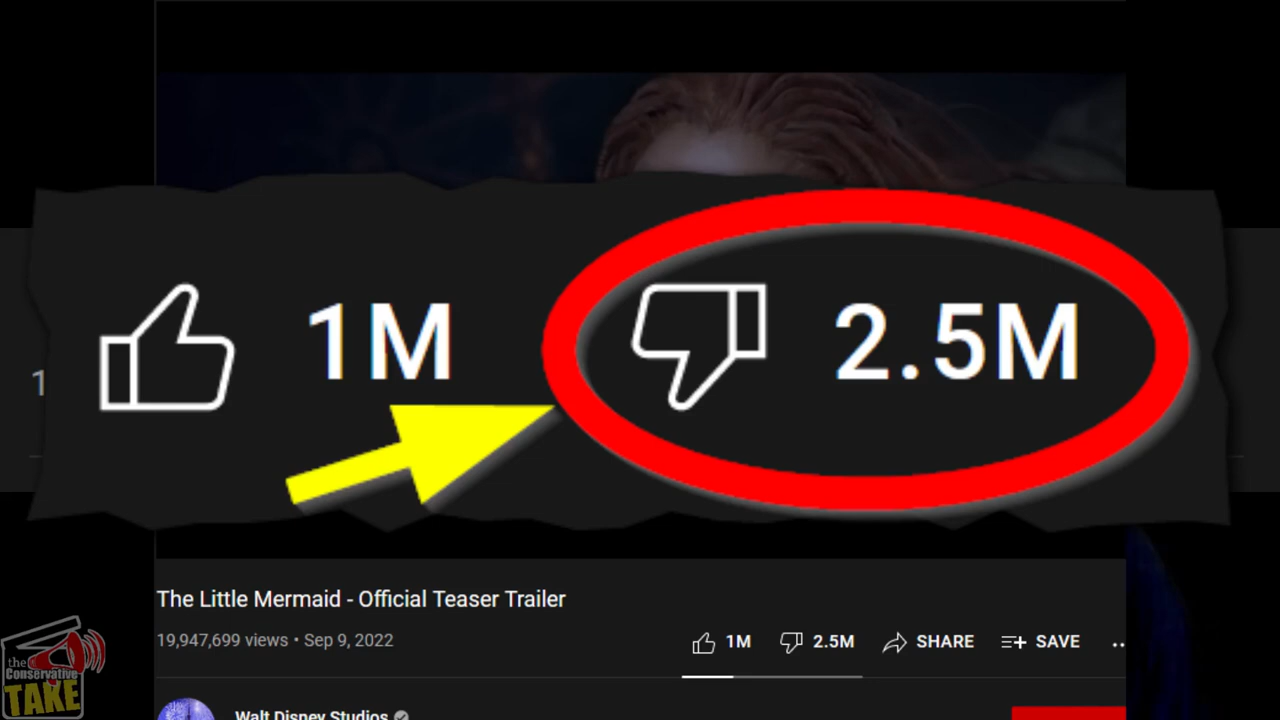 1M 2.5M
1
The Little Mermaid - Official Teaser Trailer
19,947,699 views • Sep 9, 2022
1M 2.5M SHARE SAVE ...
Walt Disney Studios
the
Conservative
TAKE